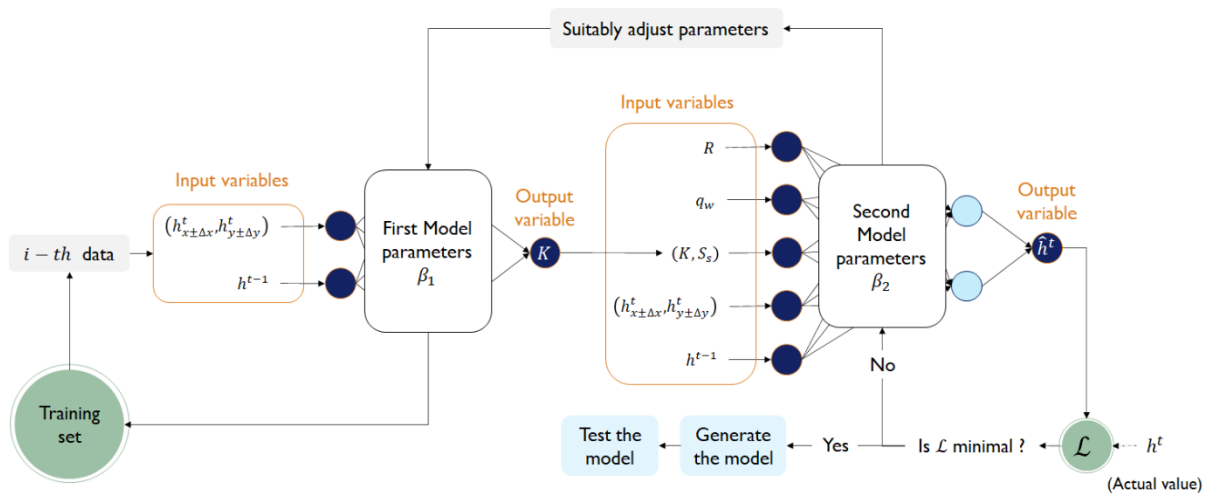 Suitably adjust parameters
Input variables
(h^t_{x±Δx},h^t_{y±Δy})
h^{t−1}
i − th data
Training
set
First Model
parameters
β_1
Output
variable
K
Input variables
R
q_w
(K, S_s)
(h^t_{x±Δx},h^t_{y±Δy})
h^{t−1}
Second
Model
parameters
β_2
Output
variable
ĥ^t
No
Test the
model
Generate
the model
Yes
Is ℒ minimal ?
ℒ
h^t
(Actual value)